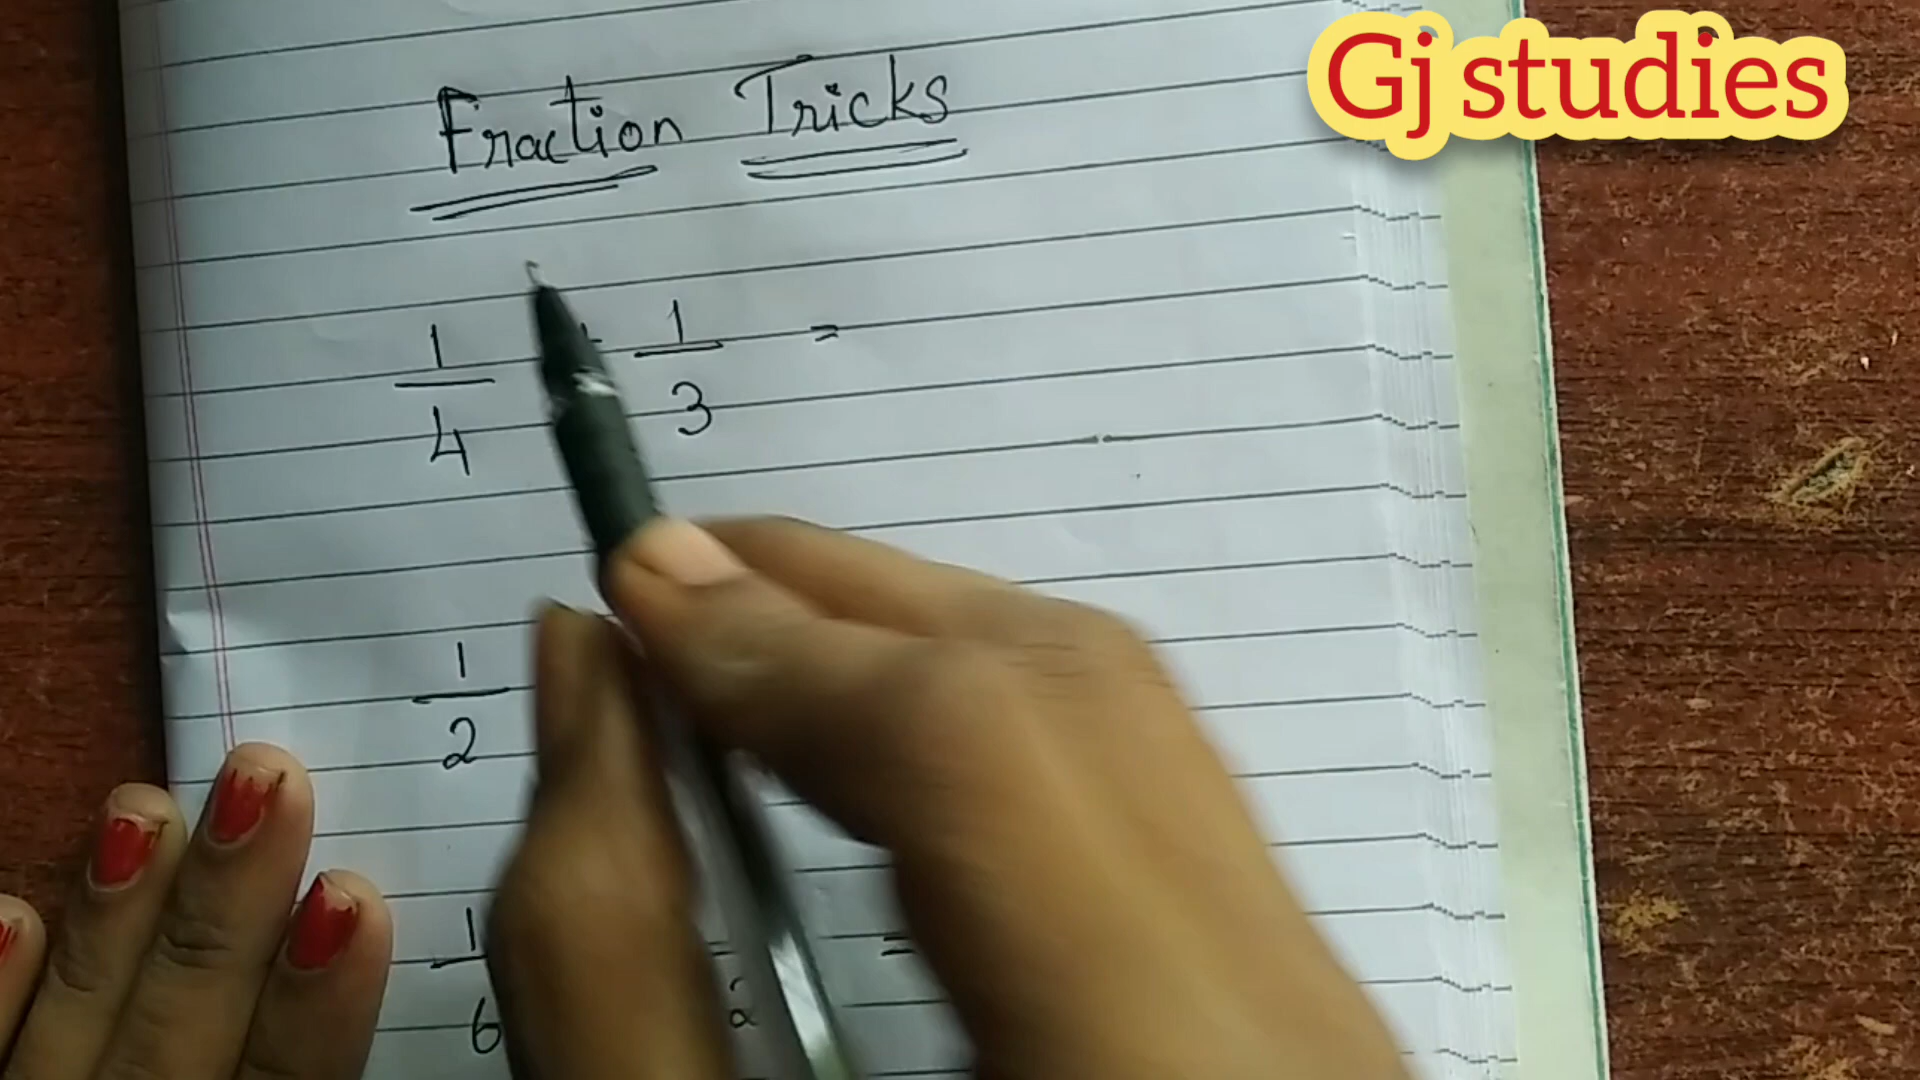 Gj studies
Fraction Tricks
1/4 + 1/3 =
1/2
1/6 =